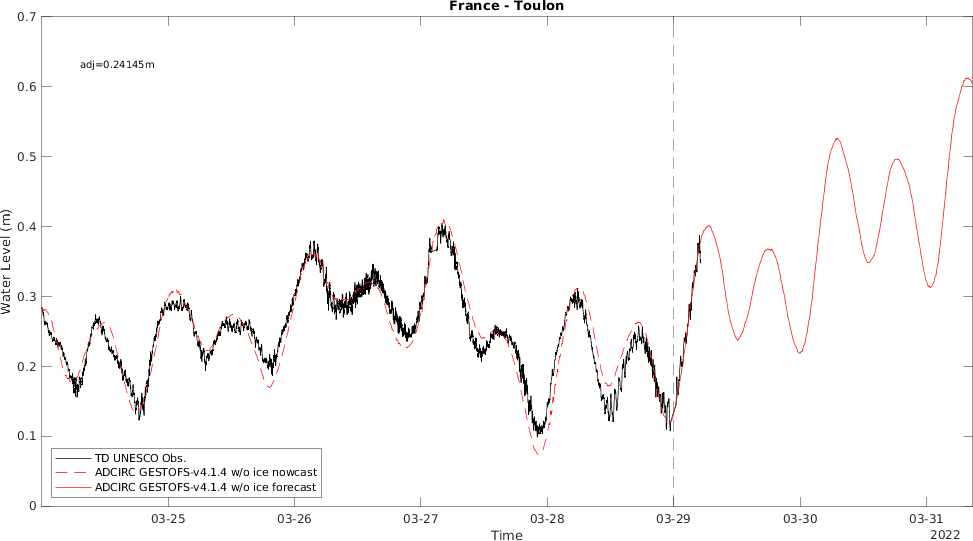 France - Toulon
0.7
0.6
0.5
0.4
0.3
0.2
0.1
0
Water Level (m)
adj=0.24145m
TD UNESCO Obs.
ADCIRC GESTOFS-v4.1.4 w/o ice nowcast
ADCIRC GESTOFS-v4.1.4 w/o ice forecast
03-25 03-26 03-27 03-28 03-29 03-30 03-31
Time
2022